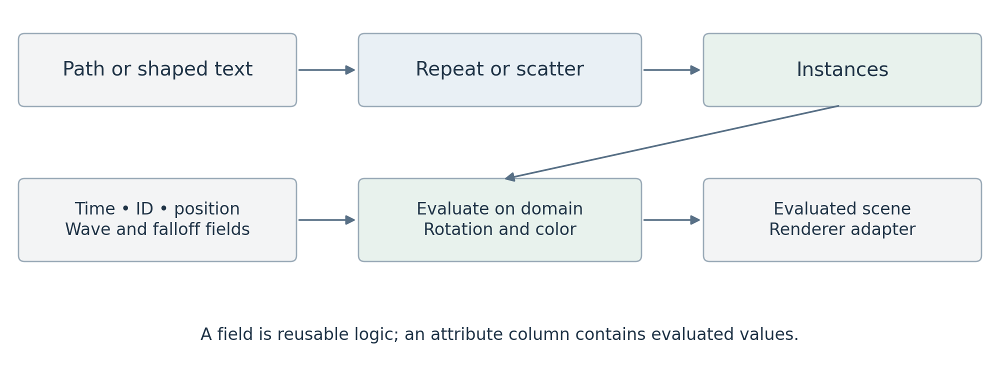 Path or shaped text
Repeat or scatter
Instances
Time • ID • position
Wave and falloff fields
Evaluate on domain
Rotation and color
Evaluated scene
Renderer adapter
A field is reusable logic; an attribute column contains evaluated values.